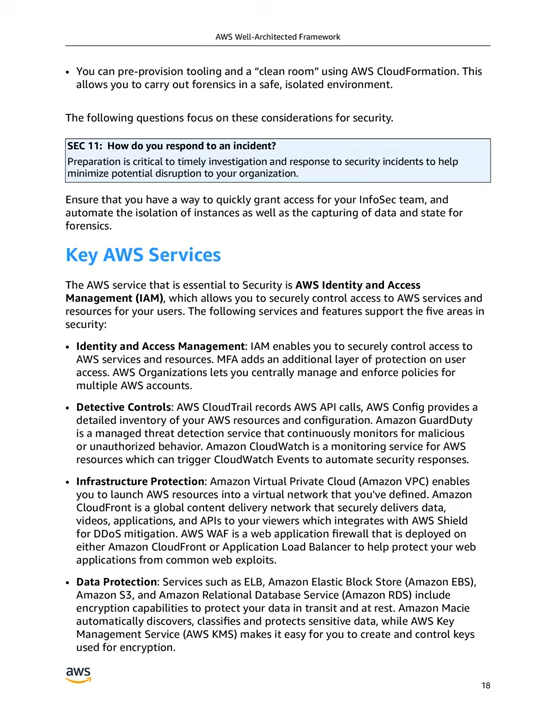 AWS Well-Architected Framework
• You can pre-provision tooling and a “clean room” using AWS CloudFormation. This
allows you to carry out forensics in a safe, isolated environment.
The following questions focus on these considerations for security.
SEC 11: How do you respond to an incident?
Preparation is critical to timely investigation and response to security incidents to help
minimize potential disruption to your organization.
Ensure that you have a way to quickly grant access for your InfoSec team, and
automate the isolation of instances as well as the capturing of data and state for
forensics.
Key AWS Services
The AWS service that is essential to Security is AWS Identity and Access
Management (IAM), which allows you to securely control access to AWS services and
resources for your users. The following services and features support the five areas in
security:
• Identity and Access Management: IAM enables you to securely control access to
AWS services and resources. MFA adds an additional layer of protection on user
access. AWS Organizations lets you centrally manage and enforce policies for
multiple AWS accounts.
• Detective Controls: AWS CloudTrail records AWS API calls, AWS Config provides a
detailed inventory of your AWS resources and configuration. Amazon GuardDuty
is a managed threat detection service that continuously monitors for malicious
or unauthorized behavior. Amazon CloudWatch is a monitoring service for AWS
resources which can trigger CloudWatch Events to automate security responses.
• Infrastructure Protection: Amazon Virtual Private Cloud (Amazon VPC) enables
you to launch AWS resources into a virtual network that you've defined. Amazon
CloudFront is a global content delivery network that securely delivers data,
videos, applications, and APIs to your viewers which integrates with AWS Shield
for DDoS mitigation. AWS WAF is a web application firewall that is deployed on
either Amazon CloudFront or Application Load Balancer to help protect your web
applications from common web exploits.
• Data Protection: Services such as ELB, Amazon Elastic Block Store (Amazon EBS),
Amazon S3, and Amazon Relational Database Service (Amazon RDS) include
encryption capabilities to protect your data in transit and at rest. Amazon Macie
automatically discovers, classifies and protects sensitive data, while AWS Key
Management Service (AWS KMS) makes it easy for you to create and control keys
used for encryption.
aws
18